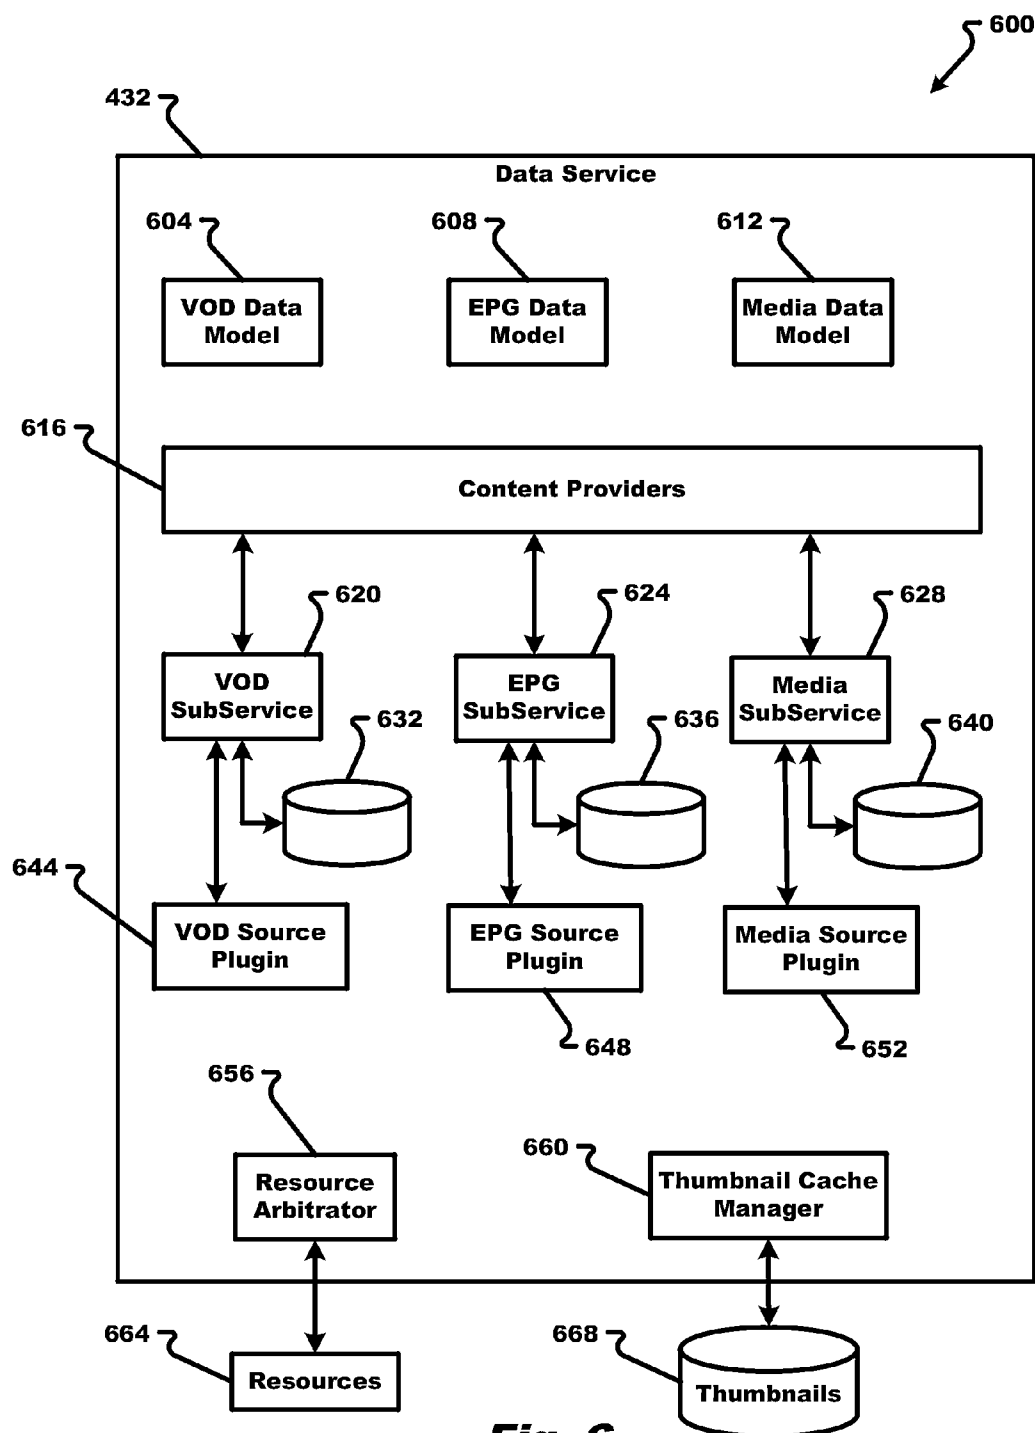 600
432
Data Service
604
608
612
VOD Data
Model
EPG Data
Model
Media Data
Model
616
Content Providers
620
624
628
VOD
SubService
EPG
SubService
Media
SubService
632
636
640
644
VOD Source
Plugin
EPG Source
Plugin
Media Source
Plugin
648
652
656
660
Resource
Arbitrator
Thumbnail Cache
Manager
664
668
Resources
Thumbnails